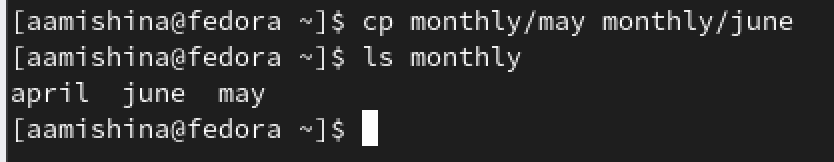 [aamishina@fedora ~]$ cp monthly/may monthly/june
[aamishina@fedora ~]$ ls monthly
april  june  may
[aamishina@fedora ~]$